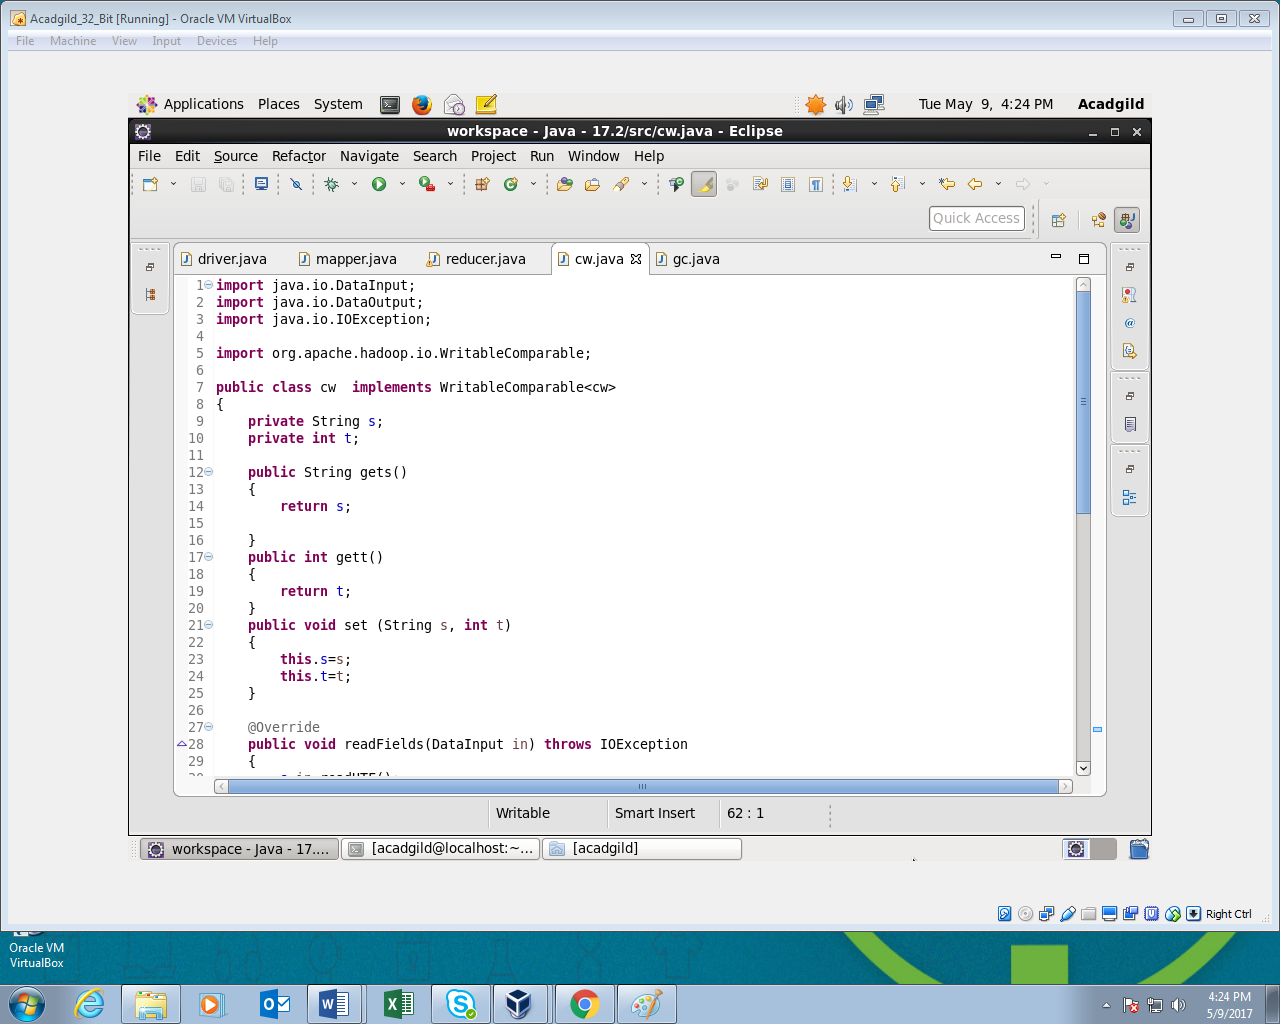 Acadgild_32_Bit [Running] - Oracle VM VirtualBox
File Machine View Input Devices Help
Applications Places System Tue May 9, 4:24 PM Acadgild
workspace - Java - 17.2/src/cw.java - Eclipse
File Edit Source Refactor Navigate Search Project Run Window Help
Quick Access
driver.java mapper.java reducer.java cw.java gc.java
1 import java.io.DataInput;
2 import java.io.DataOutput;
3 import java.io.IOException;
4
5 import org.apache.hadoop.io.WritableComparable;
6
7 public class cw  implements WritableComparable<cw>
8 {
9     private String s;
10     private int t;
11
12     public String gets()
13     {
14         return s;
15
16     }
17     public int gett()
18     {
19         return t;
20     }
21     public void set (String s, int t)
22     {
23         this.s=s;
24         this.t=t;
25     }
26
27     @Override
28     public void readFields(DataInput in) throws IOException
29     {
Writable Smart Insert 62 : 1
workspace - Java - 17.... [acadgild@localhost:~... [acadgild]
Right Ctrl
Oracle VM
VirtualBox
4:24 PM
5/9/2017